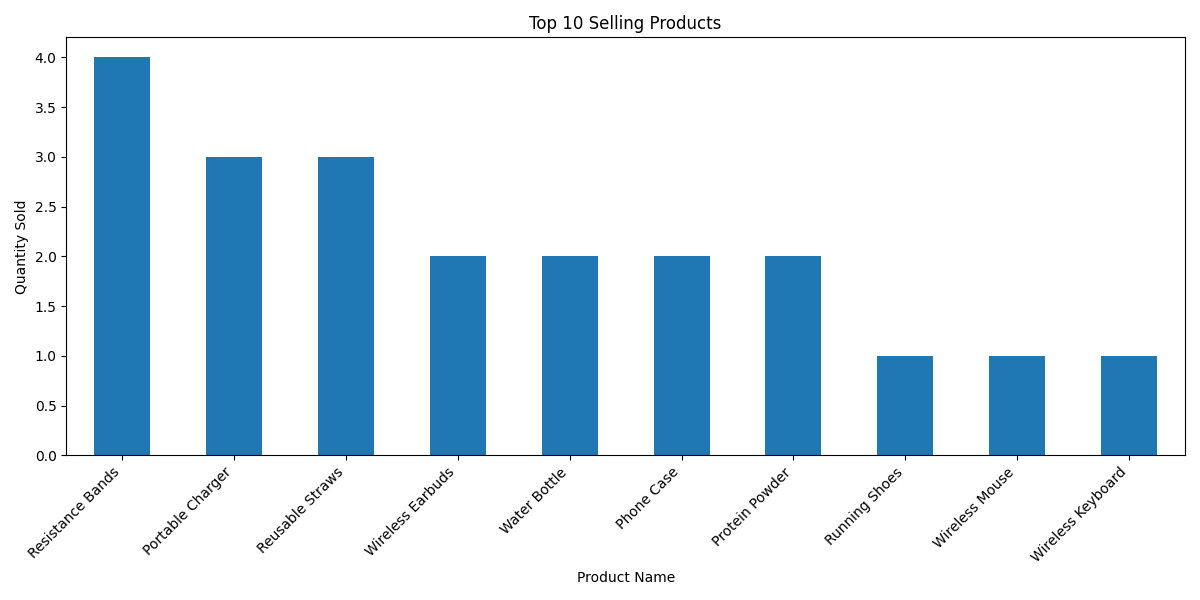 Top 10 Selling Products
Quantity Sold
4.0
3.5
3.0
2.5
2.0
1.5
1.0
0.5
0.0
Resistance Bands
Portable Charger
Reusable Straws
Wireless Earbuds
Water Bottle
Phone Case
Protein Powder
Running Shoes
Wireless Mouse
Wireless Keyboard
Product Name